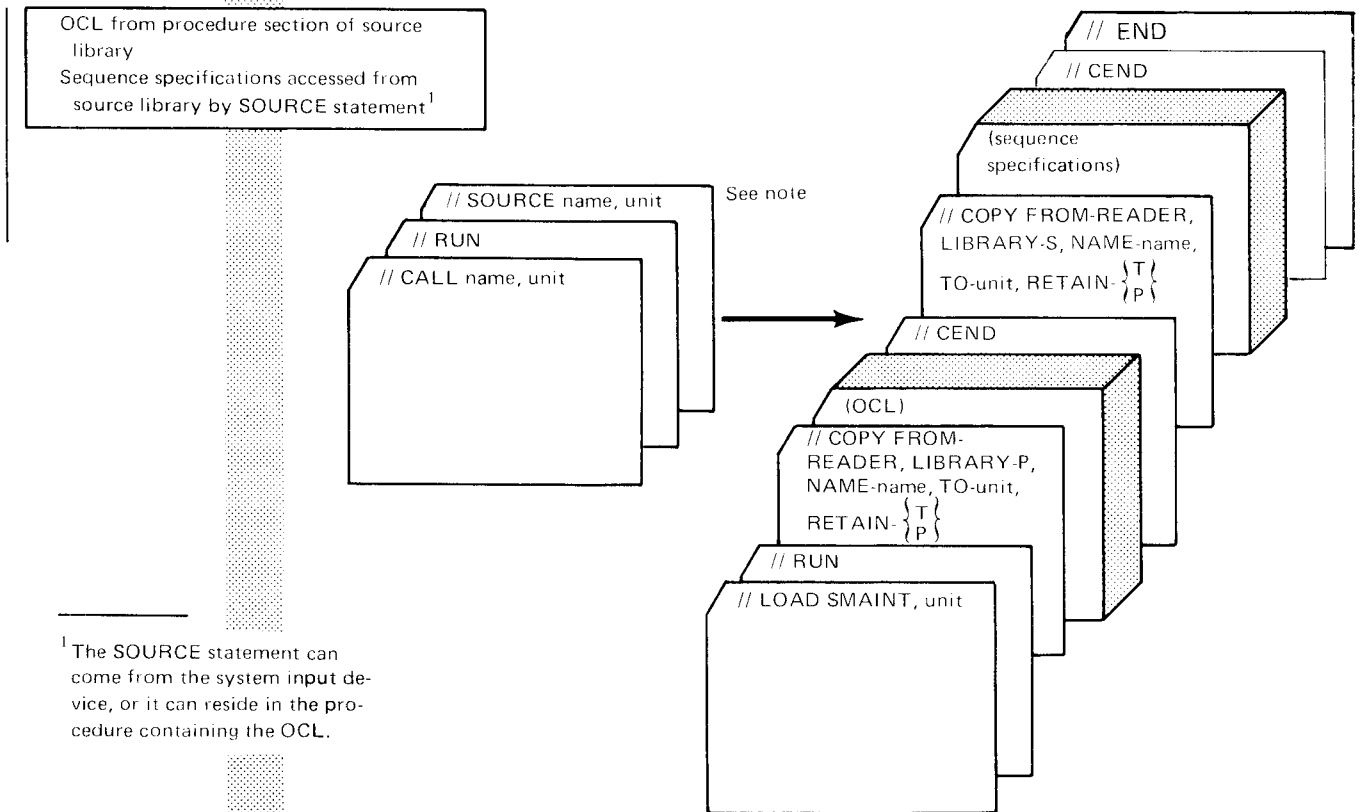 OCL from procedure section of source
library
Sequence specifications accessed from
source library by SOURCE statement1
// SOURCE name, unit
See note
// RUN
// CALL name, unit
// END
// CEND
(sequence
specifications)
// COPY FROM-READER,
LIBRARY-S, NAME-name,
TO-unit, RETAIN- {T
P}
// CEND
(OCL)
// COPY FROM-
READER, LIBRARY-P,
NAME-name, TO-unit,
RETAIN- {T
P}
// RUN
// LOAD $MAINT, unit
1 The SOURCE statement can
come from the system input de-
vice, or it can reside in the pro-
cedure containing the OCL.